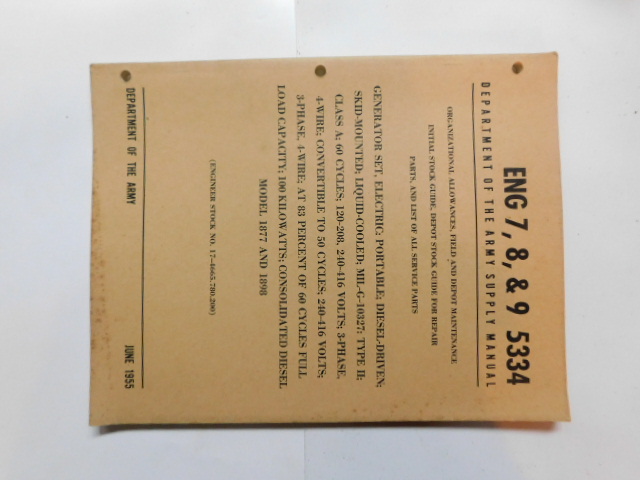 ENG 7, 8, & 9 5334
DEPARTMENT OF THE ARMY SUPPLY MANUAL
ORGANIZATIONAL ALLOWANCES, FIELD AND DEPOT MAINTENANCE
INITIAL STOCK GUIDE, DEPOT STOCK GUIDE FOR REPAIR
PARTS, AND LIST OF ALL SERVICE PARTS
GENERATOR SET, ELECTRIC: PORTABLE; DIESEL-DRIVEN;
SKID-MOUNTED; LIQUID-COOLED; MIL-G-10327; TYPE II;
CLASS A; 60 CYCLES; 120-208, 240-416 VOLTS; 3-PHASE,
4-WIRE; CONVERTIBLE TO 50 CYCLES; 240-416 VOLTS;
3-PHASE, 4-WIRE; AT 83 PERCENT OF 60 CYCLES FULL
LOAD CAPACITY; 100 KILOWATTS; CONSOLIDATED DIESEL
MODEL 1877 AND 1898
(ENGINEER STOCK NO. 17-4665.780.200)
DEPARTMENT OF THE ARMY JUNE 1955